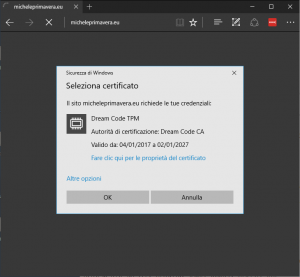 micheleprimavera.eu
micheleprimavera.eu
Sicurezza di Windows
Seleziona certificato
Il sito micheleprimavera.eu richiede le tue credenziali:
Dream Code TPM
Autorità di certificazione: Dream Code CA
Valido da: 04/01/2017 a 02/01/2027
Fare clic qui per le proprietà del certificato
Altre opzioni
OK
Annulla